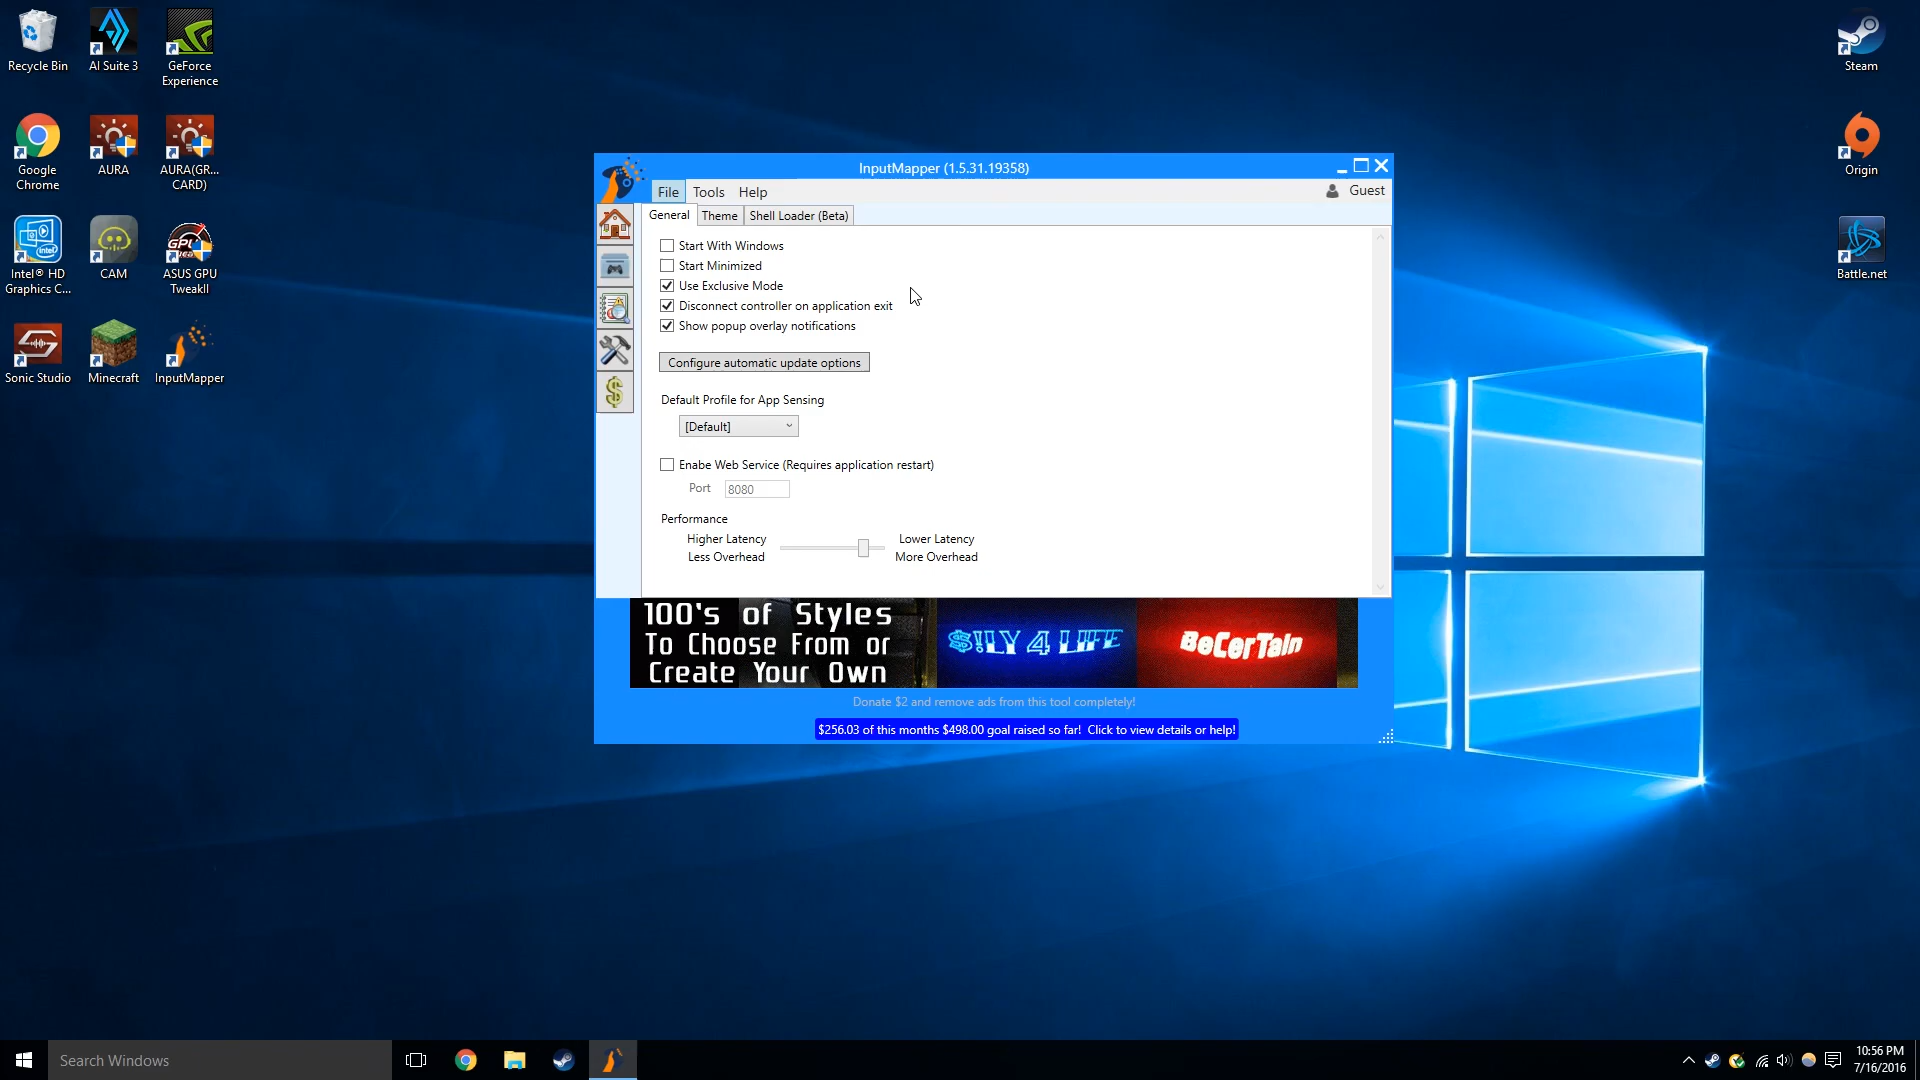 Recycle Bin
AI Suite 3
GeForce
Experience
Google
Chrome
AURA
AURA(GR...
CARD)
Intel® HD
Graphics C...
CAM
ASUS GPU
TweakII
Sonic Studio
Minecraft
InputMapper
Steam
Origin
Battle.net
InputMapper (1.5.31.19358)
File Tools Help
Guest
General Theme Shell Loader (Beta)
Start With Windows
Start Minimized
Use Exclusive Mode
Disconnect controller on application exit
Show popup overlay notifications
Configure automatic update options
Default Profile for App Sensing
[Default]
Enabe Web Service (Requires application restart)
Port 8080
Performance
Higher Latency Lower Latency
Less Overhead More Overhead
100's of Styles
To Choose From or
Create Your Own
$!LY 4 LIFE
BeCerTaIn
Donate $2 and remove ads from this tool completely!
$256.03 of this months $498.00 goal raised so far! Click to view details or help!
Search Windows
10:56 PM
7/16/2016